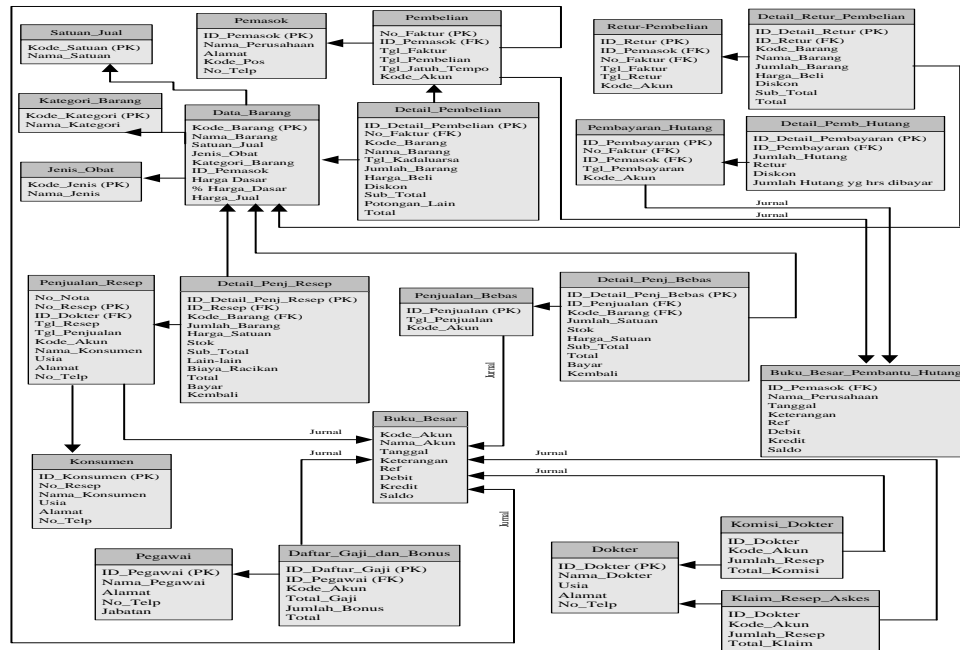 Satuan_Jual
Kode_Satuan (PK)
Nama_Satuan
Kategori_Barang
Kode_Kategori (PK)
Nama_Kategori
Jenis_Obat
Kode_Jenis (PK)
Nama_Jenis
Pemasok
ID_Pemasok (PK)
Nama_Perusahaan
Alamat
Kode_Pos
No_Telp
Data_Barang
Kode_Barang (PK)
Nama_Barang
Satuan_Jual
Jenis_Obat
Kategori_Barang
ID_Pemasok
Harga Dasar
% Harga_Dasar
Harga_Jual
Pembelian
No_Faktur (PK)
ID_Pemasok (FK)
Tgl_Faktur
Tgl_Pembelian
Tgl_Jatuh_Tempo
Kode_Akun
Detail_Pembelian
ID_Detail_Pembelian (PK)
No_Faktur (FK)
Kode_Barang
Nama_Barang
Tgl_Kadaluarsa
Jumlah_Barang
Harga_Beli
Diskon
Sub_Total
Potongan_Lain
Total
Retur-Pembelian
ID_Retur (PK)
ID_Pemasok (FK)
No_Faktur (FK)
Tgl_Faktur
Tgl_Retur
Kode_Akun
Detail_Retur_Pembelian
ID_Detail_Retur (PK)
ID_Retur (FK)
Kode_Barang
Nama_Barang
Jumlah_Barang
Harga_Beli
Diskon
Sub_Total
Total
Pembayaran_Hutang
ID_Pembayaran (PK)
No_Faktur (FK)
ID_Pemasok (FK)
Tgl_Pembayaran
Kode_Akun
Detail_Pemb_Hutang
ID_Detail_Pembayaran (PK)
ID_Pembayaran (FK)
Jumlah_Hutang
Retur
Diskon
Jumlah Hutang yg hrs dibayar
Jurnal
Jurnal
Penjualan_Resep
No_Nota
No_Resep (PK)
ID_Dokter (FK)
Tgl_Resep
Tgl_Penjualan
Kode_Akun
Nama_Konsumen
Usia
Alamat
No_Telp
Detail_Penj_Resep
ID_Detail_Penj_Resep (PK)
ID_Resep (FK)
Kode_Barang (FK)
Jumlah_Barang
Harga_Satuan
Stok
Sub_Total
Lain-lain
Biaya_Racikan
Total
Bayar
Kembali
Penjualan_Bebas
ID_Penjualan (PK)
Tgl_Penjualan
Kode_Akun
Detail_Penj_Bebas
ID_Detail_Penj_Bebas (PK)
ID_Penjualan (FK)
Kode_Barang (FK)
Jumlah_Satuan
Stok
Harga_Satuan
Sub_Total
Total
Bayar
Kembali
Jurnal
Buku_Besar_Pembantu_Hutang
ID_Pemasok (FK)
Nama_Perusahaan
Tanggal
Keterangan
Ref
Debit
Kredit
Saldo
Buku_Besar
Kode_Akun
Nama_Akun
Tanggal
Keterangan
Ref
Debit
Kredit
Saldo
Jurnal
Jurnal
Jurnal
Jurnal
Jurnal
Konsumen
ID_Konsumen (PK)
No_Resep
Nama_Konsumen
Usia
Alamat
No_Telp
Pegawai
ID_Pegawai (PK)
Nama_Pegawai
Alamat
No_Telp
Jabatan
Daftar_Gaji_dan_Bonus
ID_Daftar_Gaji (PK)
ID_Pegawai (FK)
Kode_Akun
Total_Gaji
Jumlah_Bonus
Total
Dokter
ID_Dokter (PK)
Nama_Dokter
Usia
Alamat
No_Telp
Komisi_Dokter
ID_Dokter
Kode_Akun
Jumlah_Resep
Total_Komisi
Klaim_Resep_Askes
ID_Dokter
Kode_Akun
Jumlah_Resep
Total_Klaim